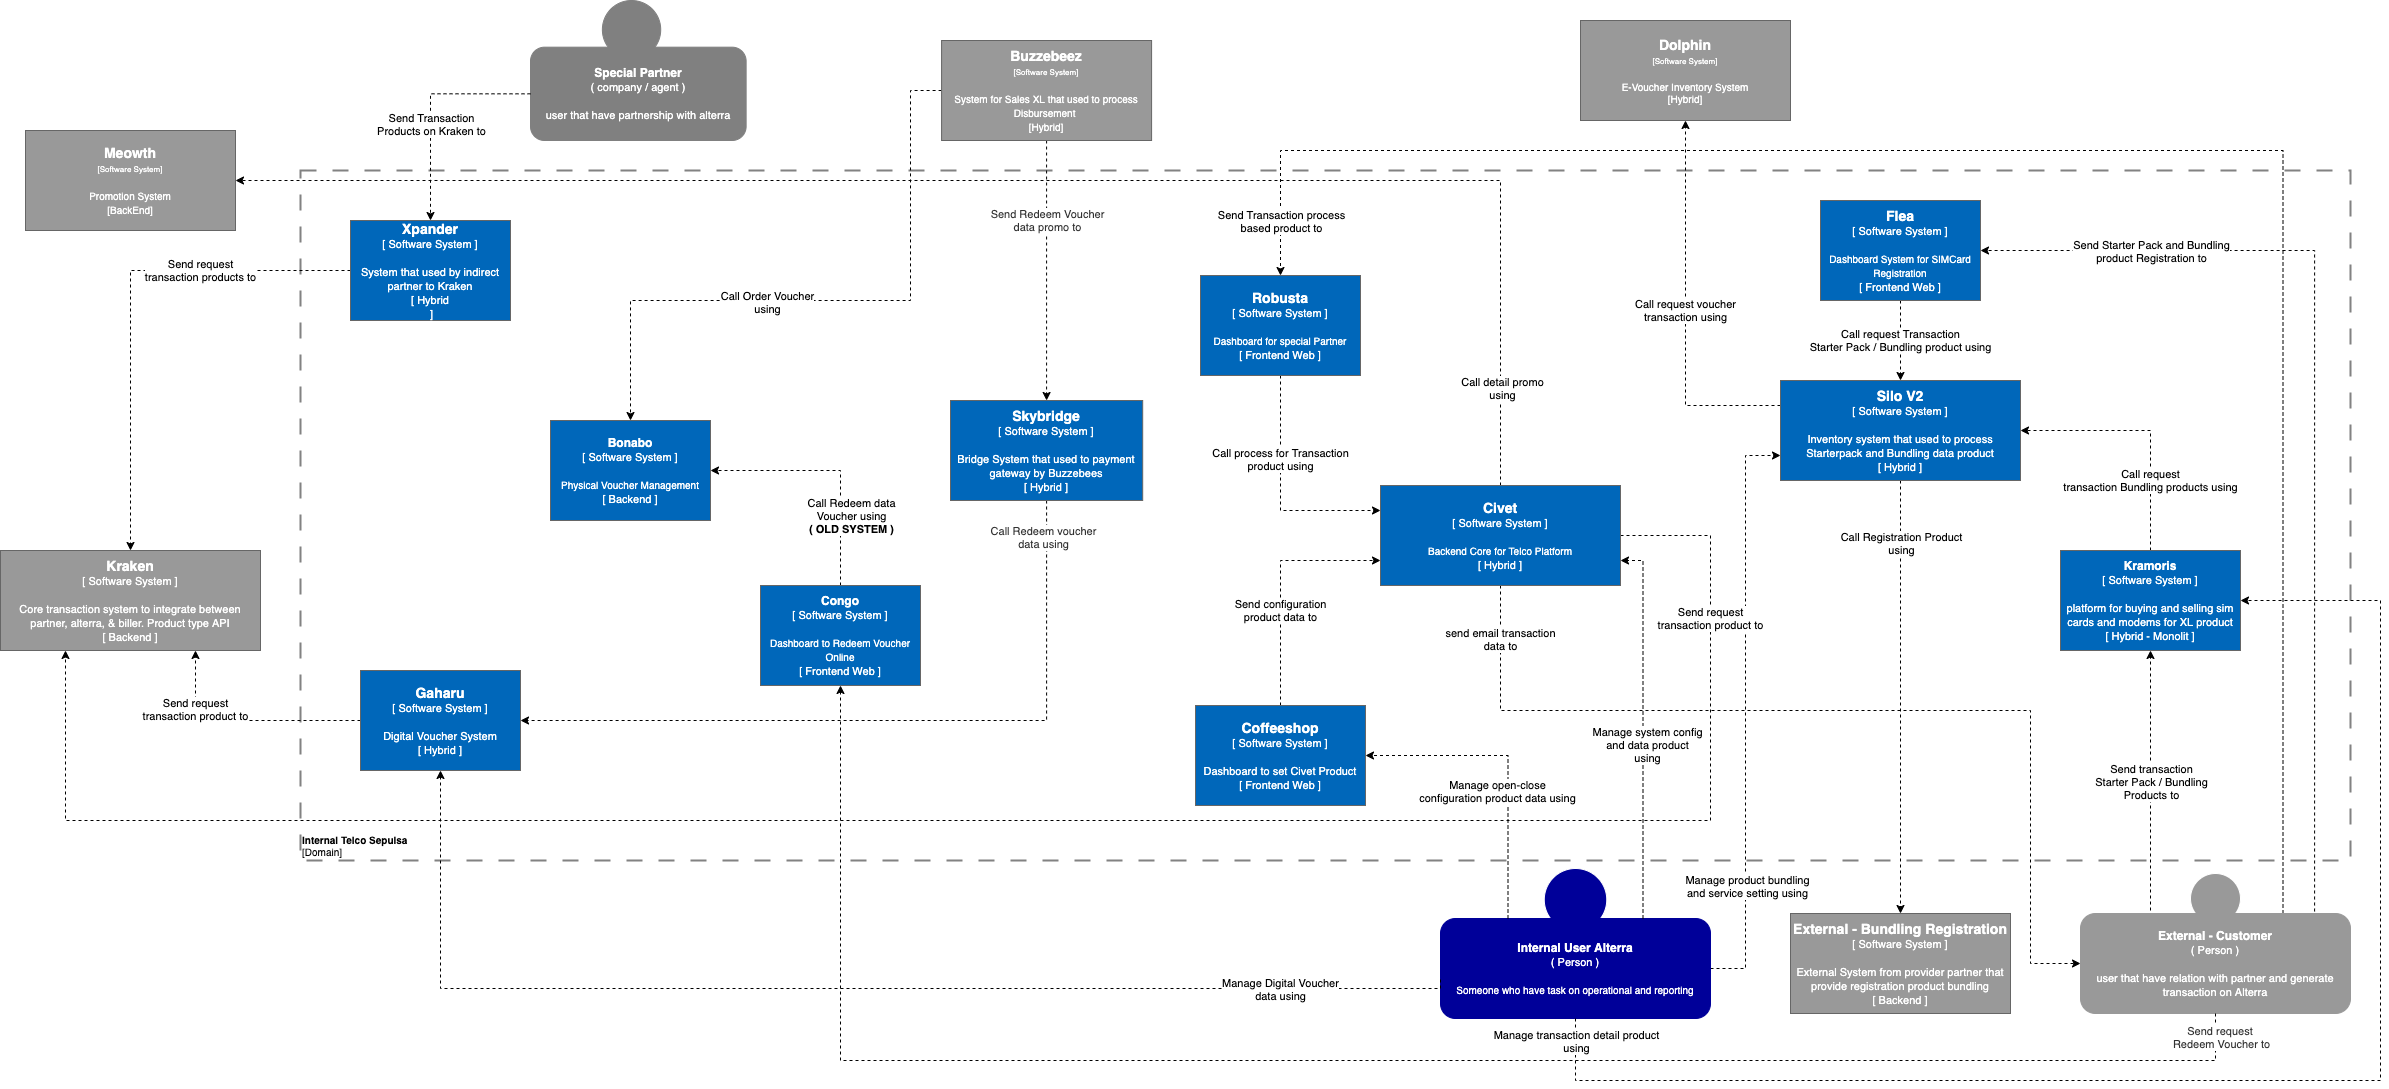 Special Partner
( company / agent )
user that have partnership with alterra
Buzzebeez
[Software System]
System for Sales XL that used to process
Disbursement
[Hybrid]
Dolphin
[Software System]
E-Voucher Inventory System
[Hybrid]
Meowth
[Software System]
Promotion System
[BackEnd]
Send Transaction
Products on Kraken to
Xpander
[ Software System ]
System that used by indirect
partner to Kraken
[ Hybrid
]
Send request
transaction products to
Send Redeem Voucher
data promo to
Send Transaction process
based product to
Flea
[ Software System ]
Dashboard System for SIMCard
Registration
[ Frontend Web ]
Send Starter Pack and Bundling
product Registration to
Call Order Voucher
using
Robusta
[ Software System ]
Dashboard for special Partner
[ Frontend Web ]
Call request voucher
transaction using
Call request Transaction
Starter Pack / Bundling product using
Call detail promo
using
Bonabo
[ Software System ]
Physical Voucher Management
[ Backend ]
Skybridge
[ Software System ]
Bridge System that used to payment
gateway by Buzzebees
[ Hybrid ]
Call process for Transaction
product using
Silo V2
[ Software System ]
Inventory system that used to process
Starterpack and Bundling data product
[ Hybrid ]
Call request
transaction Bundling products using
Call Redeem data
Voucher using
( OLD SYSTEM )
Call Redeem voucher
data using
Civet
[ Software System ]
Backend Core for Telco Platform
[ Hybrid ]
Call Registration Product
using
Kraken
[ Software System ]
Core transaction system to integrate between
partner, alterra, & biller. Product type API
[ Backend ]
Congo
[ Software System ]
Dashboard to Redeem Voucher
Online
[ Frontend Web ]
Send configuration
product data to
send email transaction
data to
Send request
transaction product to
Kramoris
[ Software System ]
platform for buying and selling sim
cards and modems for XL product
[ Hybrid - Monolit ]
Send request
transaction product to
Gaharu
[ Software System ]
Digital Voucher System
[ Hybrid ]
Coffeeshop
[ Software System ]
Dashboard to set Civet Product
[ Frontend Web ]
Manage system config
and data product
using
Manage open-close
configuration product data using
Send transaction
Starter Pack / Bundling
Products to
Internal Telco Sepulsa
[Domain]
Manage product bundling
and service setting using
Internal User Alterra
( Person )
Someone who have task on operational and reporting
External - Bundling Registration
[ Software System ]
External System from provider partner that
provide registration product bundling
[ Backend ]
External - Customer
( Person )
user that have relation with partner and generate
transaction on Alterra
Manage Digital Voucher
data using
Manage transaction detail product
using
Send request
Redeem Voucher to